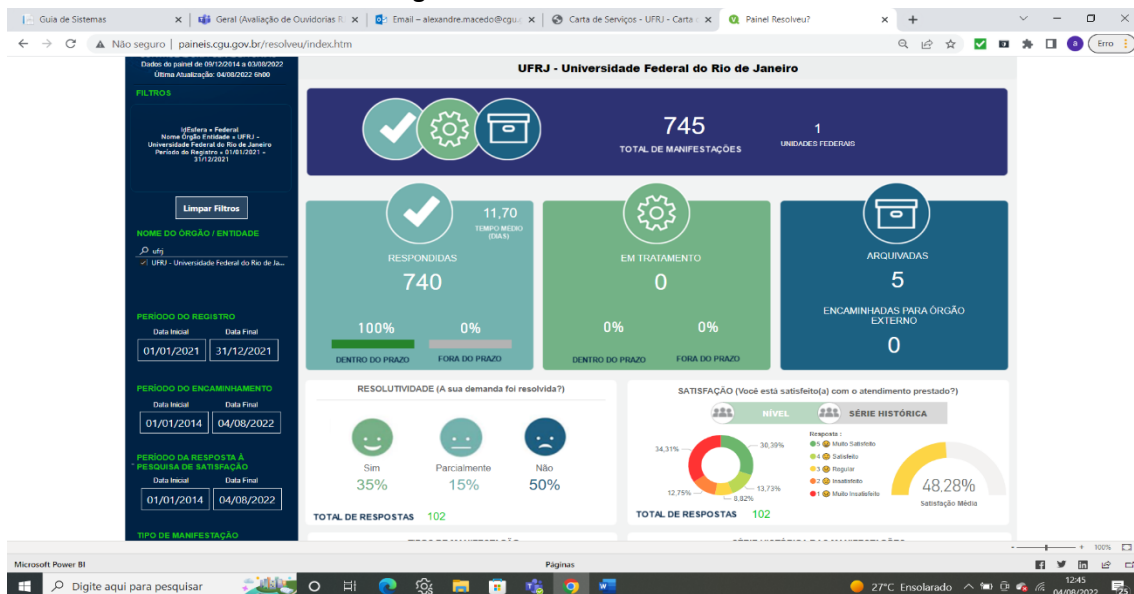 Guia de Sistemas
Geral (Avaliação de Ouvidorias R
Email – alexandre.macedo@cgu.g
Carta de Serviços - UFRJ - Carta
Painel Resolveu?
Não seguro | paineis.cgu.gov.br/resolveu/index.htm
a Erro
Dados do painel de 09/12/2014 a 03/08/2022
Última Atualização: 04/08/2022 6h00
FILTROS
IdEsfera = Federal
Nome Órgão Entidade = UFRJ -
Universidade Federal do Rio de Janeiro
Período do Registro = 01/01/2021 -
31/12/2021
Limpar Filtros
NOME DO ÓRGÃO / ENTIDADE
ufrj
UFRJ - Universidade Federal do Rio de Ja...
PERÍODO DO REGISTRO
Data Inicial Data Final
01/01/2021 31/12/2021
PERÍODO DO ENCAMINHAMENTO
Data Inicial Data Final
01/01/2014 04/08/2022
PERÍODO DA RESPOSTA À
PESQUISA DE SATISFAÇÃO
Data Inicial Data Final
01/01/2014 04/08/2022
TIPO DE MANIFESTAÇÃO
UFRJ - Universidade Federal do Rio de Janeiro
745
TOTAL DE MANIFESTAÇÕES
1
UNIDADES FEDERAIS
11,70
TEMPO MÉDIO
(DIAS)
RESPONDIDAS
740
100% 0%
DENTRO DO PRAZO FORA DO PRAZO
EM TRATAMENTO
0
0% 0%
DENTRO DO PRAZO FORA DO PRAZO
ARQUIVADAS
5
ENCAMINHADAS PARA ÓRGÃO
EXTERNO
0
RESOLUTIVIDADE (A sua demanda foi resolvida?)
Sim Parcialmente Não
35% 15% 50%
TOTAL DE RESPOSTAS 102
SATISFAÇÃO (Você está satisfeito(a) com o atendimento prestado?)
NÍVEL SÉRIE HISTÓRICA
34,31%
30,39%
12,75%
13,73%
8,82%
Resposta :
5 Muito Satisfeito
4 Satisfeito
3 Regular
2 Insatisfeito
1 Muito Insatisfeito
48,28%
Satisfação Média
TOTAL DE RESPOSTAS 102
100%
Microsoft Power BI
Páginas
Digite aqui para pesquisar
27°C Ensolarado
12:45
04/08/2022
25